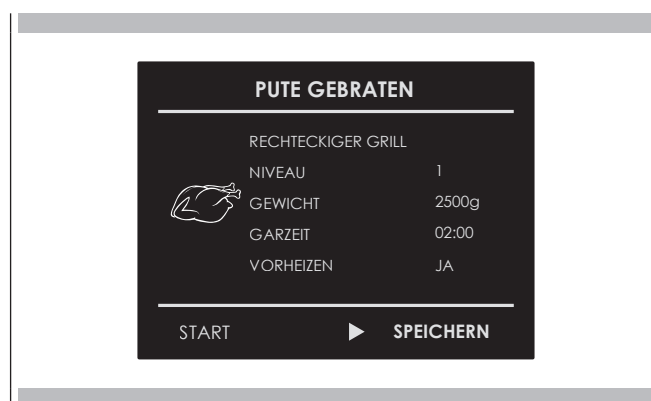 PUTE GEBRATEN
RECHTECKIGER GRILL
NIVEAU 1
GEWICHT 2500g
GARZEIT 02:00
VORHEIZEN JA
START ▶ SPEICHERN